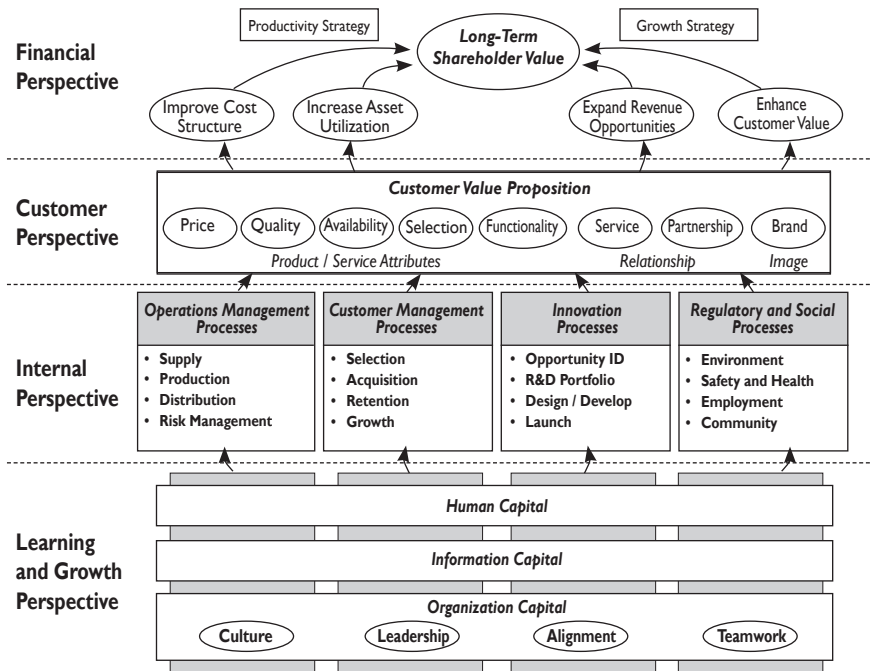 Productivity Strategy
Growth Strategy
Financial
Perspective
Long-Term
Shareholder Value
Improve Cost
Structure
Increase Asset
Utilization
Expand Revenue
Opportunities
Enhance
Customer Value
Customer
Perspective
Customer Value Proposition
Price
Quality
Availability
Selection
Functionality
Service
Partnership
Brand
Product / Service Attributes
Relationship
Image
Internal
Perspective
Operations Management
Processes
• Supply
• Production
• Distribution
• Risk Management
Customer Management
Processes
• Selection
• Acquisition
• Retention
• Growth
Innovation
Processes
• Opportunity ID
• R&D Portfolio
• Design / Develop
• Launch
Regulatory and Social
Processes
• Environment
• Safety and Health
• Employment
• Community
Learning
and Growth
Perspective
Human Capital
Information Capital
Organization Capital
Culture
Leadership
Alignment
Teamwork